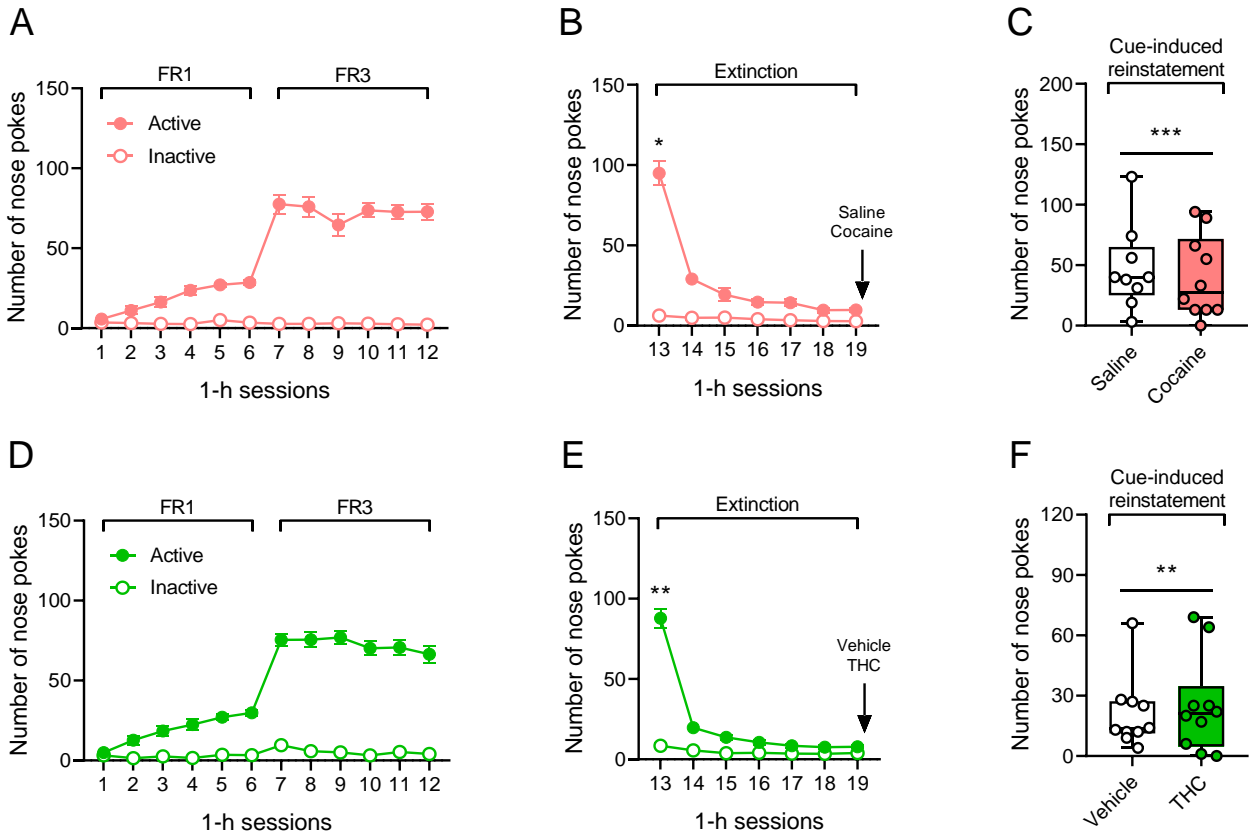 A
FR1
FR3
150
100
50
0
Active
Inactive
Number of nose pokes
1 2 3 4 5 6 7 8 9 10 11 12
1-h sessions
B
Extinction
150
100
50
0
*
Saline
Cocaine
Number of nose pokes
13 14 15 16 17 18 19
1-h sessions
C
Cue-induced
reinstatement
200
150
100
50
0
***
Number of nose pokes
Saline
Cocaine
D
FR1
FR3
150
100
50
0
Active
Inactive
Number of nose pokes
1 2 3 4 5 6 7 8 9 10 11 12
1-h sessions
E
Extinction
150
100
50
0
**
Vehicle
THC
Number of nose pokes
13 14 15 16 17 18 19
1-h sessions
F
Cue-induced
reinstatement
120
90
60
30
0
**
Number of nose pokes
Vehicle
THC